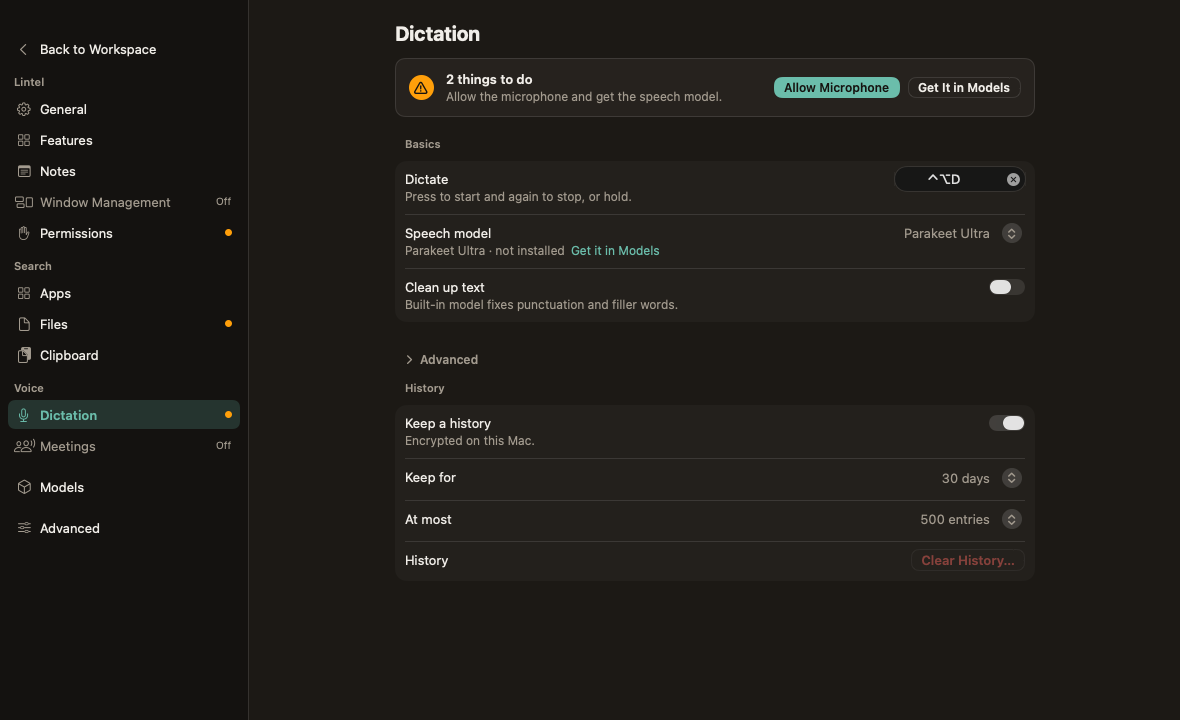 Back to Workspace
Lintel
General
Features
Notes
Window Management Off
Permissions
Search
Apps
Files
Clipboard
Voice
Dictation
Meetings Off
Models
Advanced
Dictation
2 things to do
Allow the microphone and get the speech model.
Allow Microphone
Get It in Models
Basics
Dictate
Press to start and again to stop, or hold.
⌃⌥D
Speech model
Parakeet Ultra · not installed Get it in Models
Parakeet Ultra
Clean up text
Built-in model fixes punctuation and filler words.
Advanced
History
Keep a history
Encrypted on this Mac.
Keep for 30 days
At most 500 entries
History Clear History...